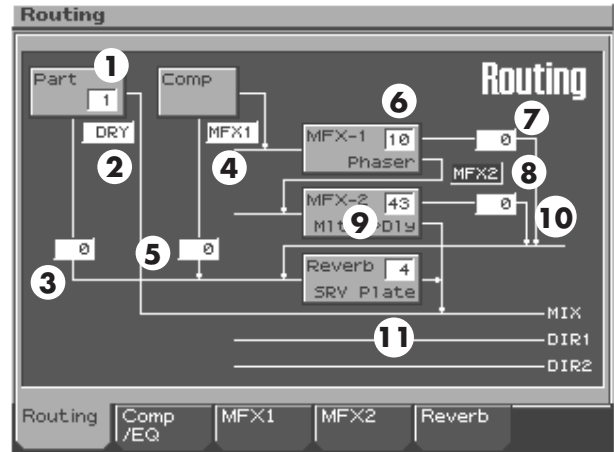 Routing
Routing
Part
1
1
DRY
2
Comp
MFX1
4
6
MFX-1 10
Phaser
0
7
MFX2
8
MFX-2 43
9
0
10
0
3
5
0
Reverb 4
SRV Plate
11
MIX
DIR1
DIR2
Routing
Comp
/EQ
MFX1
MFX2
Reverb